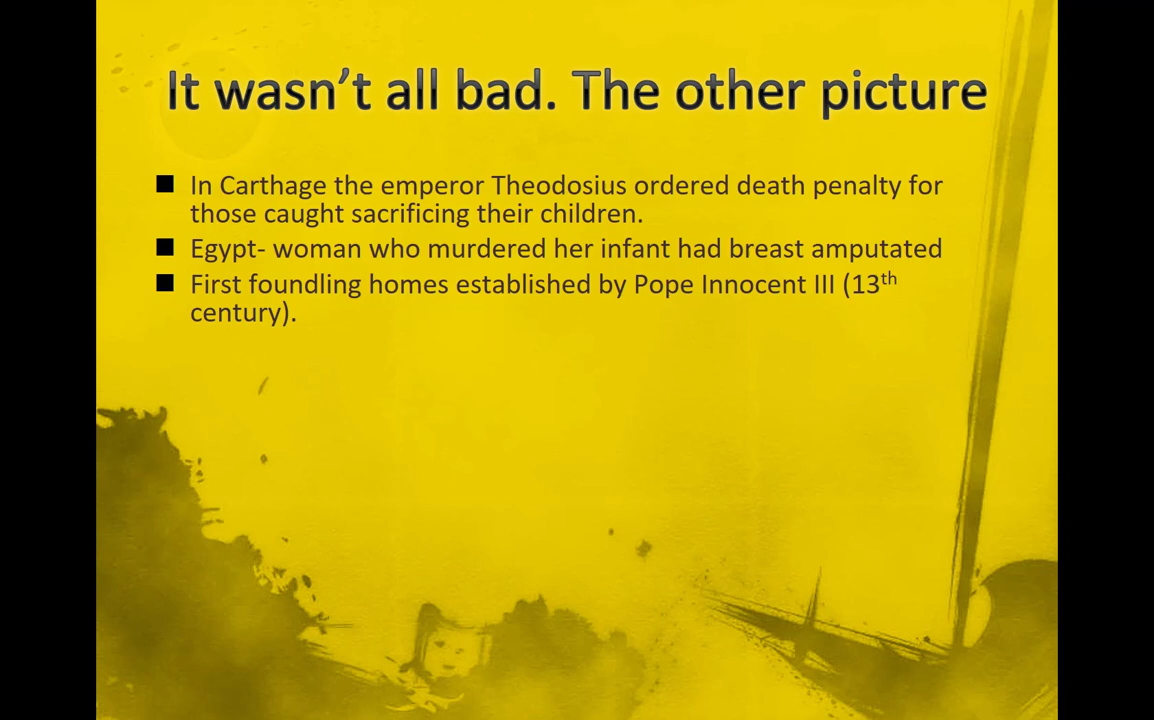 It wasn’t all bad. The other picture
In Carthage the emperor Theodosius ordered death penalty for
those caught sacrificing their children.
Egypt- woman who murdered her infant had breast amputated
First foundling homes established by Pope Innocent III (13th
century).